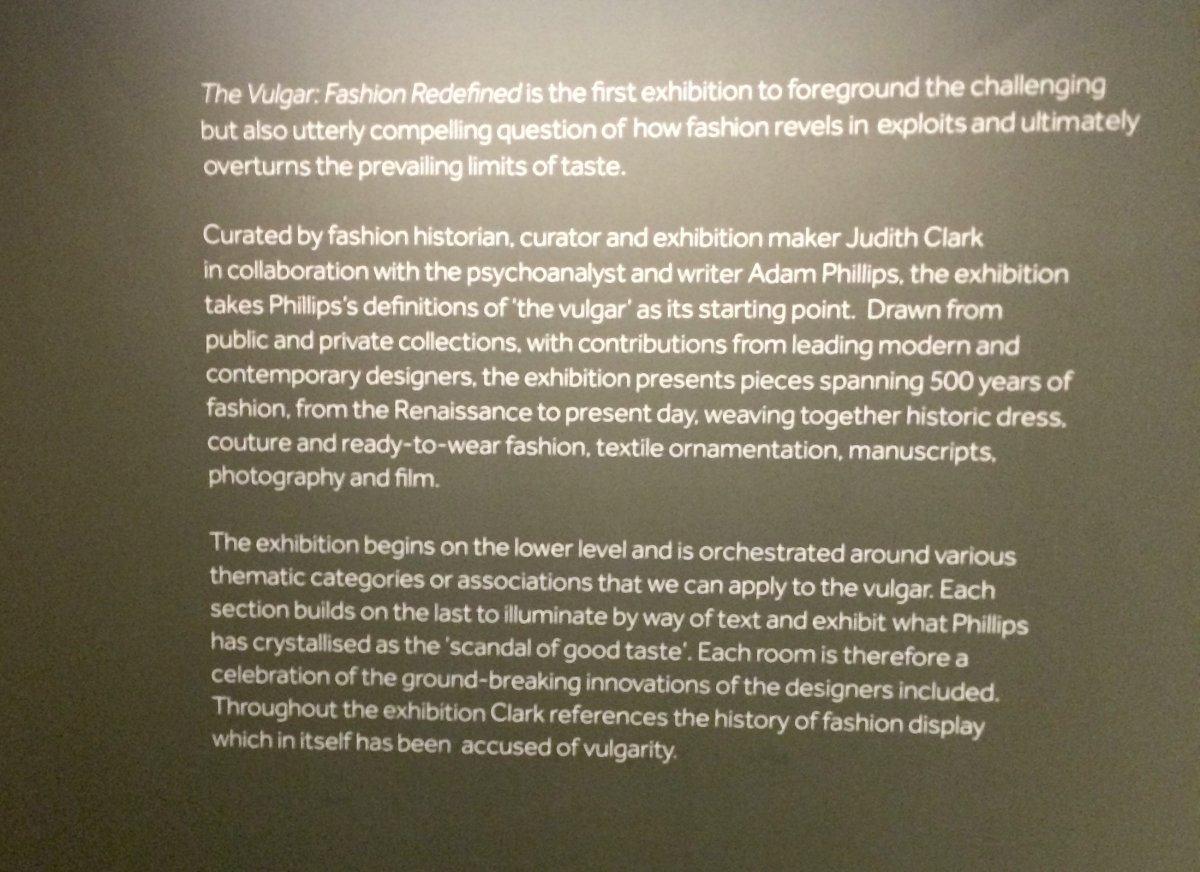 The Vulgar: Fashion Redefined is the first exhibition to foreground the challenging
but also utterly compelling question of how fashion revels in exploits and ultimately
overturns the prevailing limits of taste.
Curated by fashion historian, curator and exhibition maker Judith Clark
in collaboration with the psychoanalyst and writer Adam Phillips, the exhibition
takes Phillips's definitions of 'the vulgar' as its starting point. Drawn from
public and private collections, with contributions from leading modern and
contemporary designers, the exhibition presents pieces spanning 500 years of
fashion, from the Renaissance to present day, weaving together historic dress,
couture and ready-to-wear fashion, textile ornamentation, manuscripts,
photography and film.
The exhibition begins on the lower level and is orchestrated around various
thematic categories or associations that we can apply to the vulgar. Each
section builds on the last to illuminate by way of text and exhibit what Phillips
has crystallised as the 'scandal of good taste'. Each room is therefore a
celebration of the ground-breaking innovations of the designers included.
Throughout the exhibition Clark references the history of fashion display
which in itself has been accused of vulgarity.